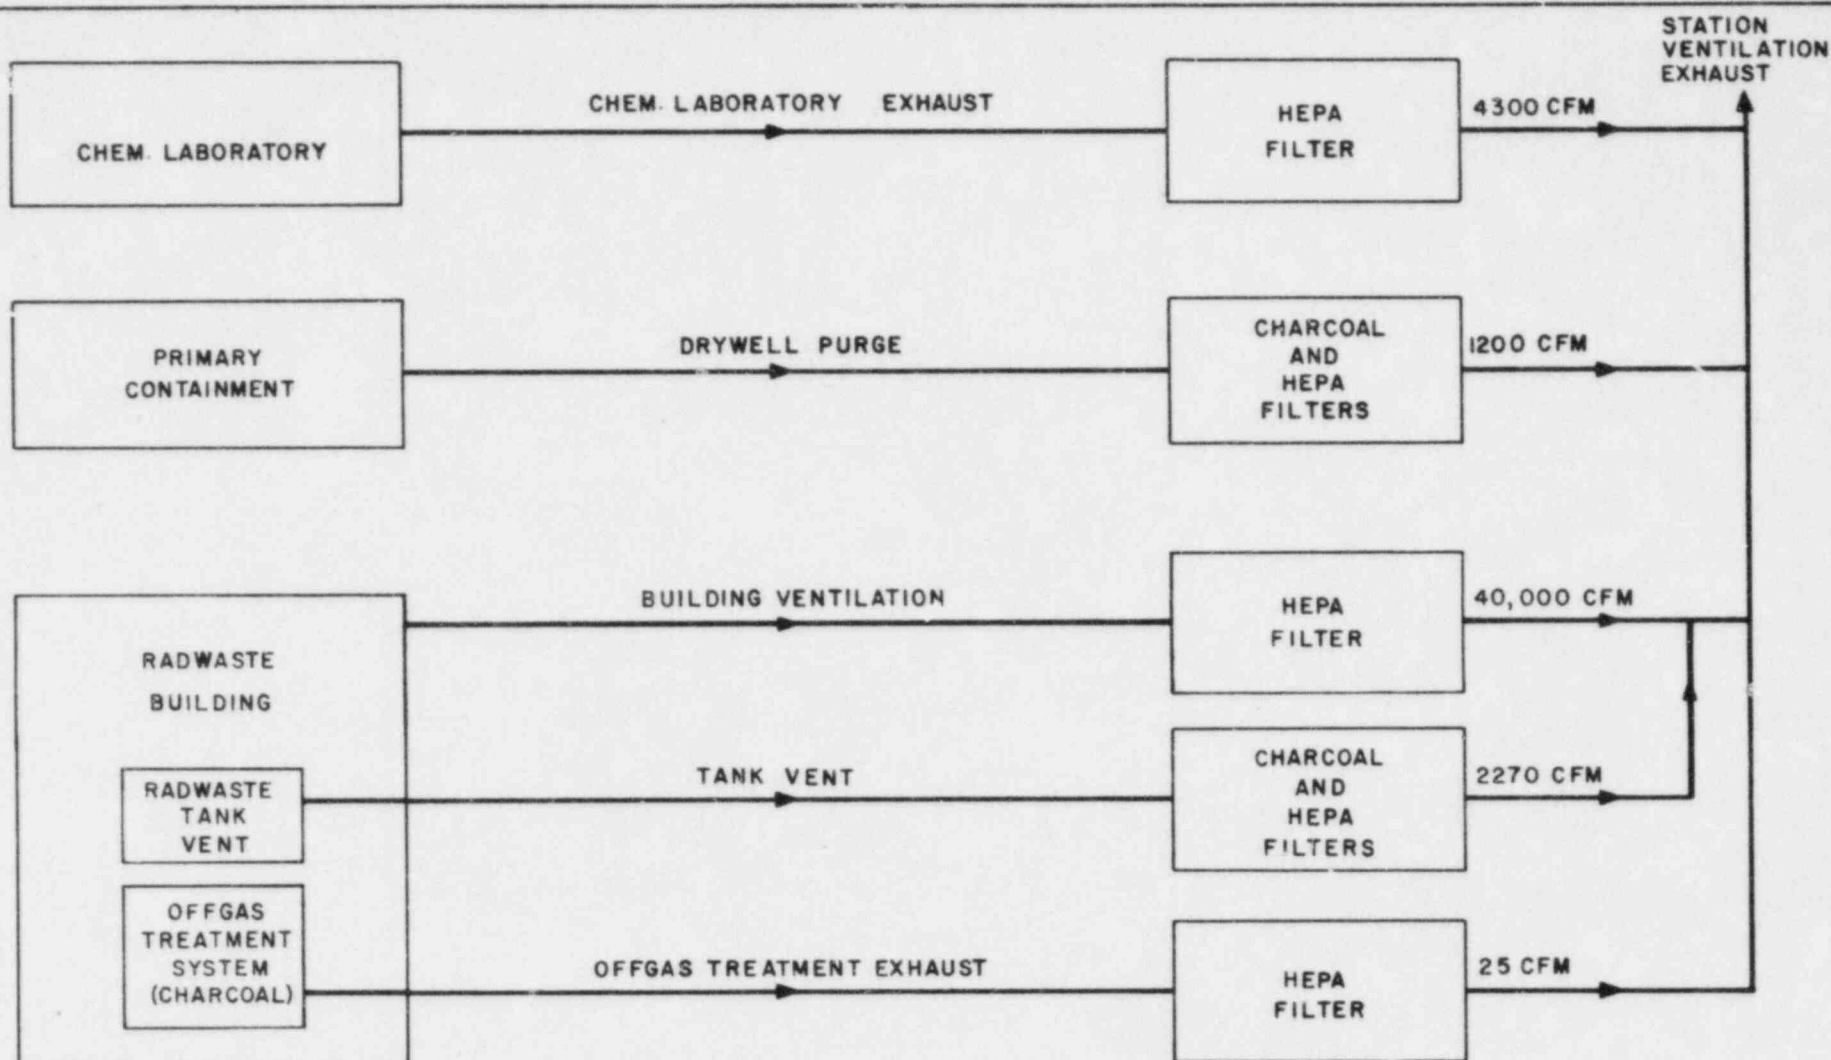 STATION
VENTILATION
EXHAUST
CHEM. LABORATORY
CHEM. LABORATORY EXHAUST
HEPA
FILTER
4300 CFM
PRIMARY
CONTAINMENT
DRYWELL PURGE
CHARCOAL
AND
HEPA
FILTERS
1200 CFM
RADWASTE
BUILDING
BUILDING VENTILATION
HEPA
FILTER
40,000 CFM
RADWASTE
TANK
VENT
TANK VENT
CHARCOAL
AND
HEPA
FILTERS
2270 CFM
OFFGAS
TREATMENT
SYSTEM
(CHARCOAL)
OFFGAS TREATMENT EXHAUST
HEPA
FILTER
25 CFM